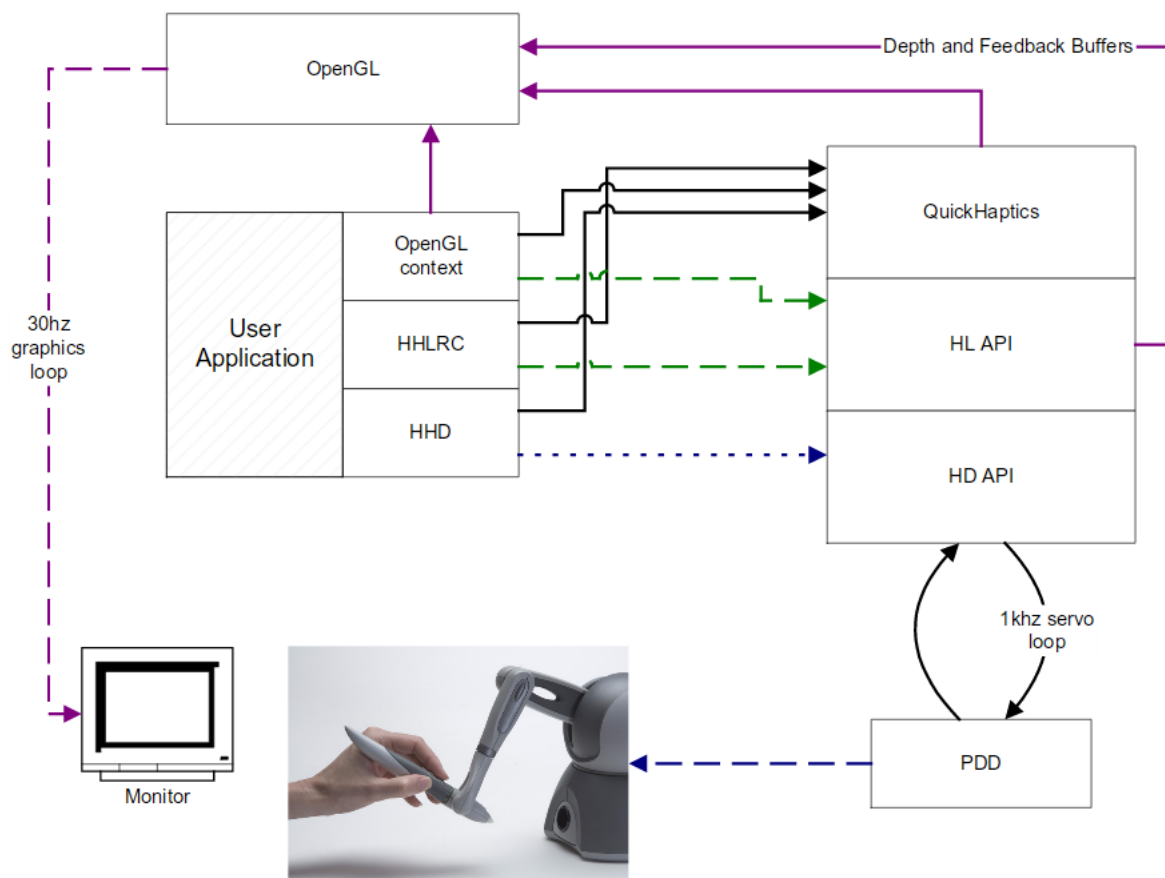 OpenGL
Depth and Feedback Buffers
QuickHaptics
OpenGL
context
User
Application
HHLRC
HHD
HL API
HD API
30hz
graphics
loop
1khz servo
loop
PDD
Monitor